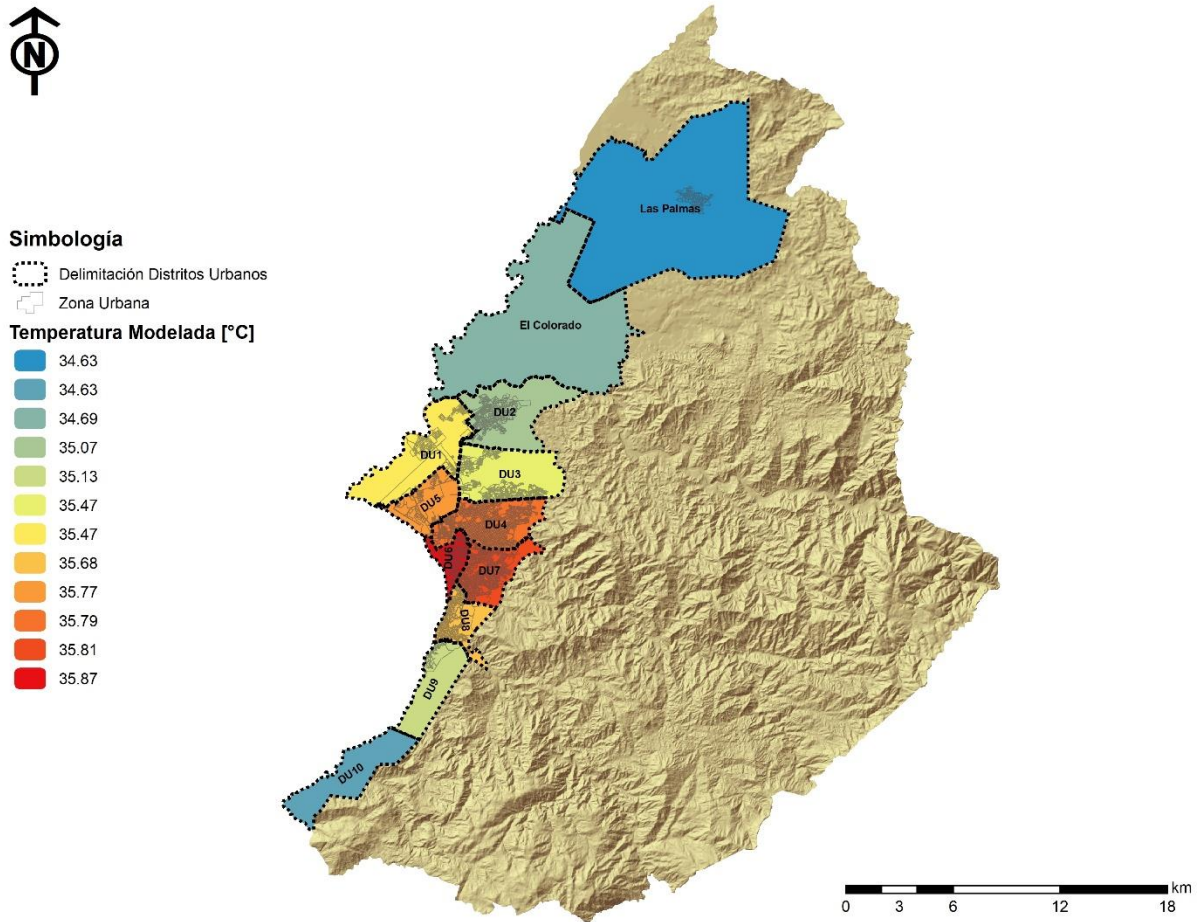 N
Simbología
Delimitación Distritos Urbanos
Zona Urbana
Temperatura Modelada [°C]
34.63
34.63
34.69
35.07
35.13
35.47
35.47
35.68
35.77
35.79
35.81
35.87
Las Palmas
El Colorado
DU2
DU1
DU3
DU5
DU4
DU6
DU7
DU8
DU9
DU10
km
0 3 6 12 18